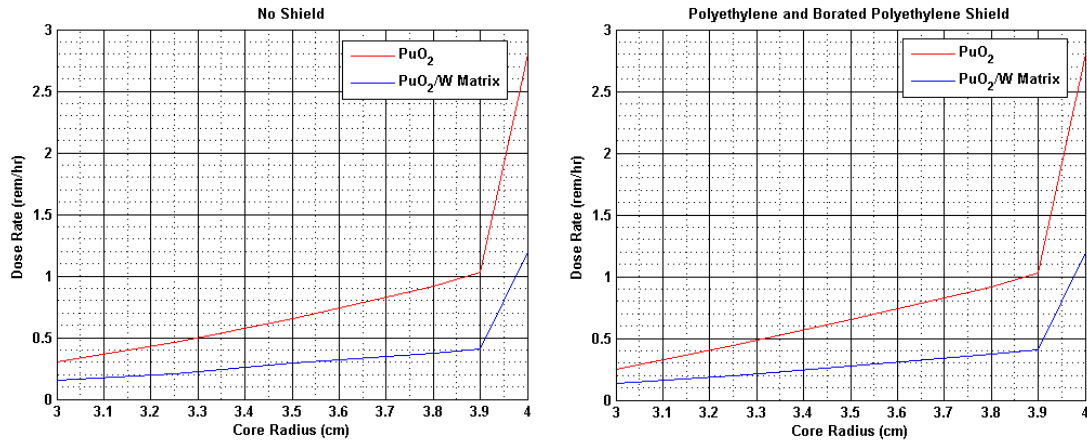 No Shield
3
2.5
2
1.5
1
0.5
0
Dose Rate (rem/hr)
PuO2
PuO2/W Matrix
3 3.1 3.2 3.3 3.4 3.5 3.6 3.7 3.8 3.9 4
Core Radius (cm)
Polyethylene and Borated Polyethylene Shield
3
2.5
2
1.5
1
0.5
0
Dose Rate (rem/hr)
PuO2
PuO2/W Matrix
3 3.1 3.2 3.3 3.4 3.5 3.6 3.7 3.8 3.9 4
Core Radius (cm)